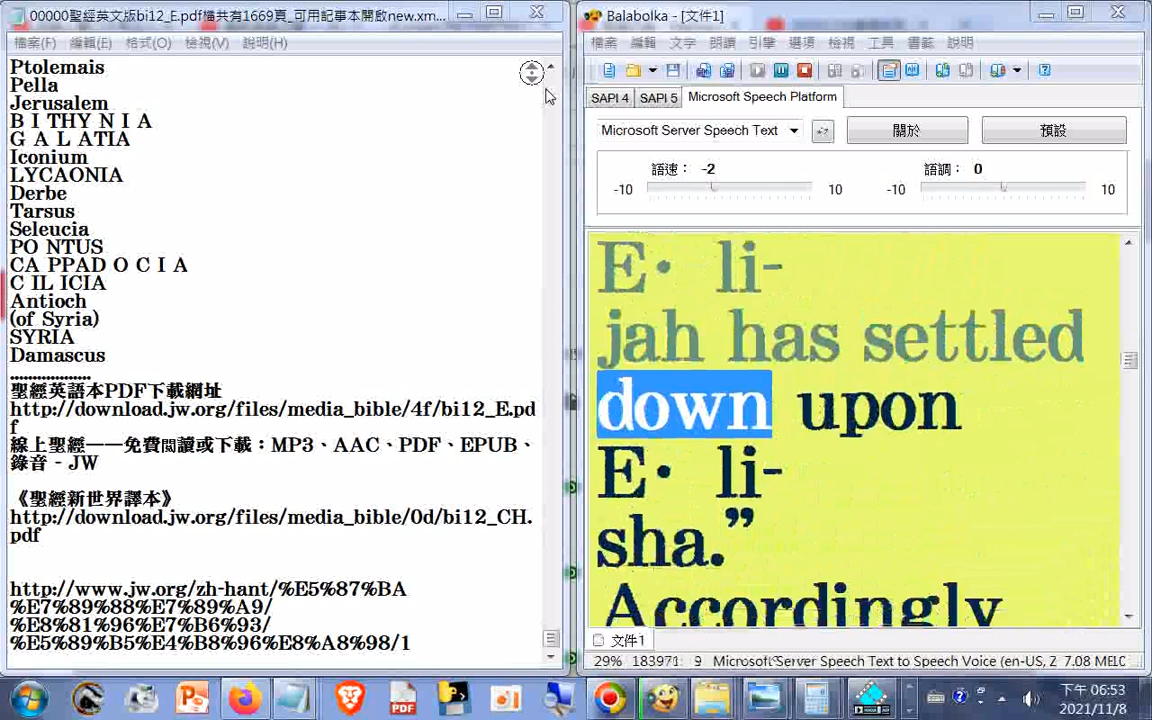 00000聖經英文版bi12_E.pdf檔共有1669頁_可用記事本開啟new.xm...
檔案(F) 編輯(E) 格式(O) 檢視(V) 說明(H)
Ptolemais
Pella
Jerusalem
B I THY N I A
G A L ATIA
Iconium
LYCAONIA
Derbe
Tarsus
Seleucia
PO NTUS
CA PPAD O C I A
C IL ICIA
Antioch
(of Syria)
SYRIA
Damascus
..................
聖經英語本PDF下載網址
http://download.jw.org/files/media_bible/4f/bi12_E.pd
f
線上聖經——免費閱讀或下載：MP3、AAC、PDF、EPUB、
錄音 - JW
《聖經新世界譯本》
http://download.jw.org/files/media_bible/0d/bi12_CH.
pdf
http://www.jw.org/zh-hant/%E5%87%BA
%E7%89%88%E7%89%A9/
%E8%81%96%E7%B6%93/
%E5%89%B5%E4%B8%96%E8%A8%98/1
Balabolka - [文件1]
檔案 編輯 文字 朗讀 引擎 選項 檢視 工具 書籤 說明
SAPI 4 SAPI 5 Microsoft Speech Platform
Microsoft Server Speech Text 關於 預設
語速： -2 語調： 0
-10 10 -10 10
E· li-
jah has settled
down upon
E· li-
sha.”
Accordingly
文件1
29% 183971: 9 Microsoft Server Speech Text to Speech Voice (en-US, Z 7.08 MELO
下午 06:53
2021/11/8